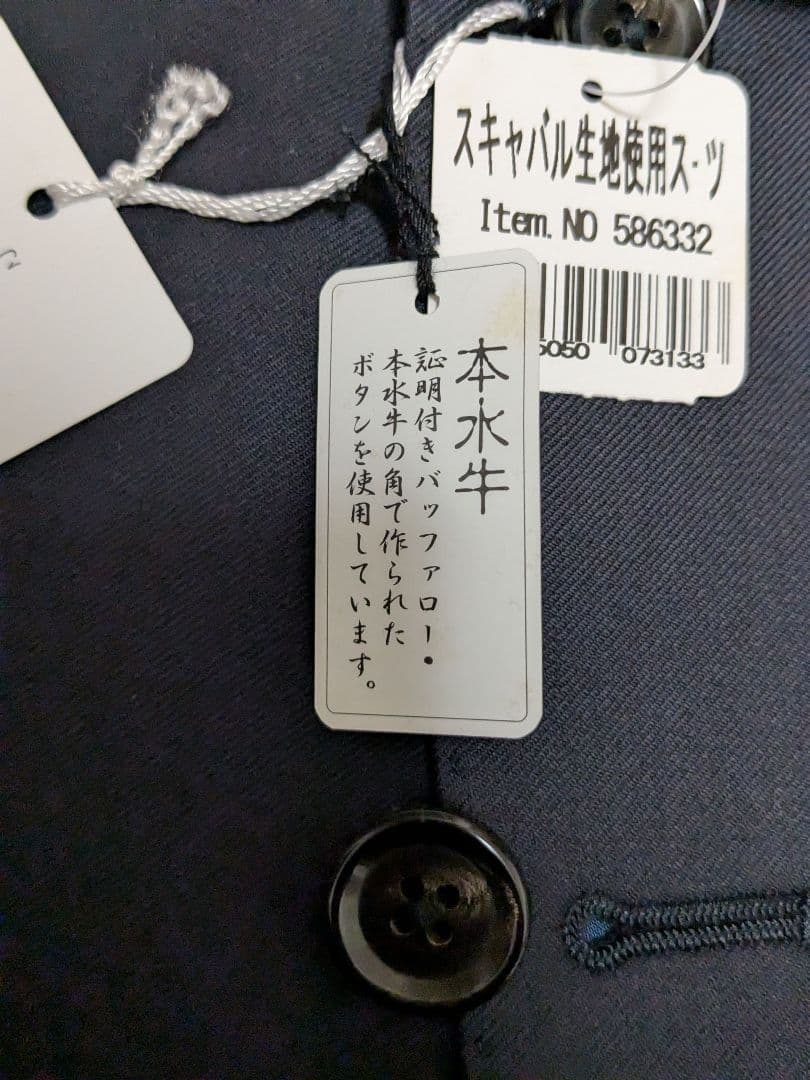 スキャバル生地使用ス-ツ
Item.NO 586332
5050 073133
本水牛
証明付きバッファロー・
本水牛の角で作られた
ボタンを使用しています。